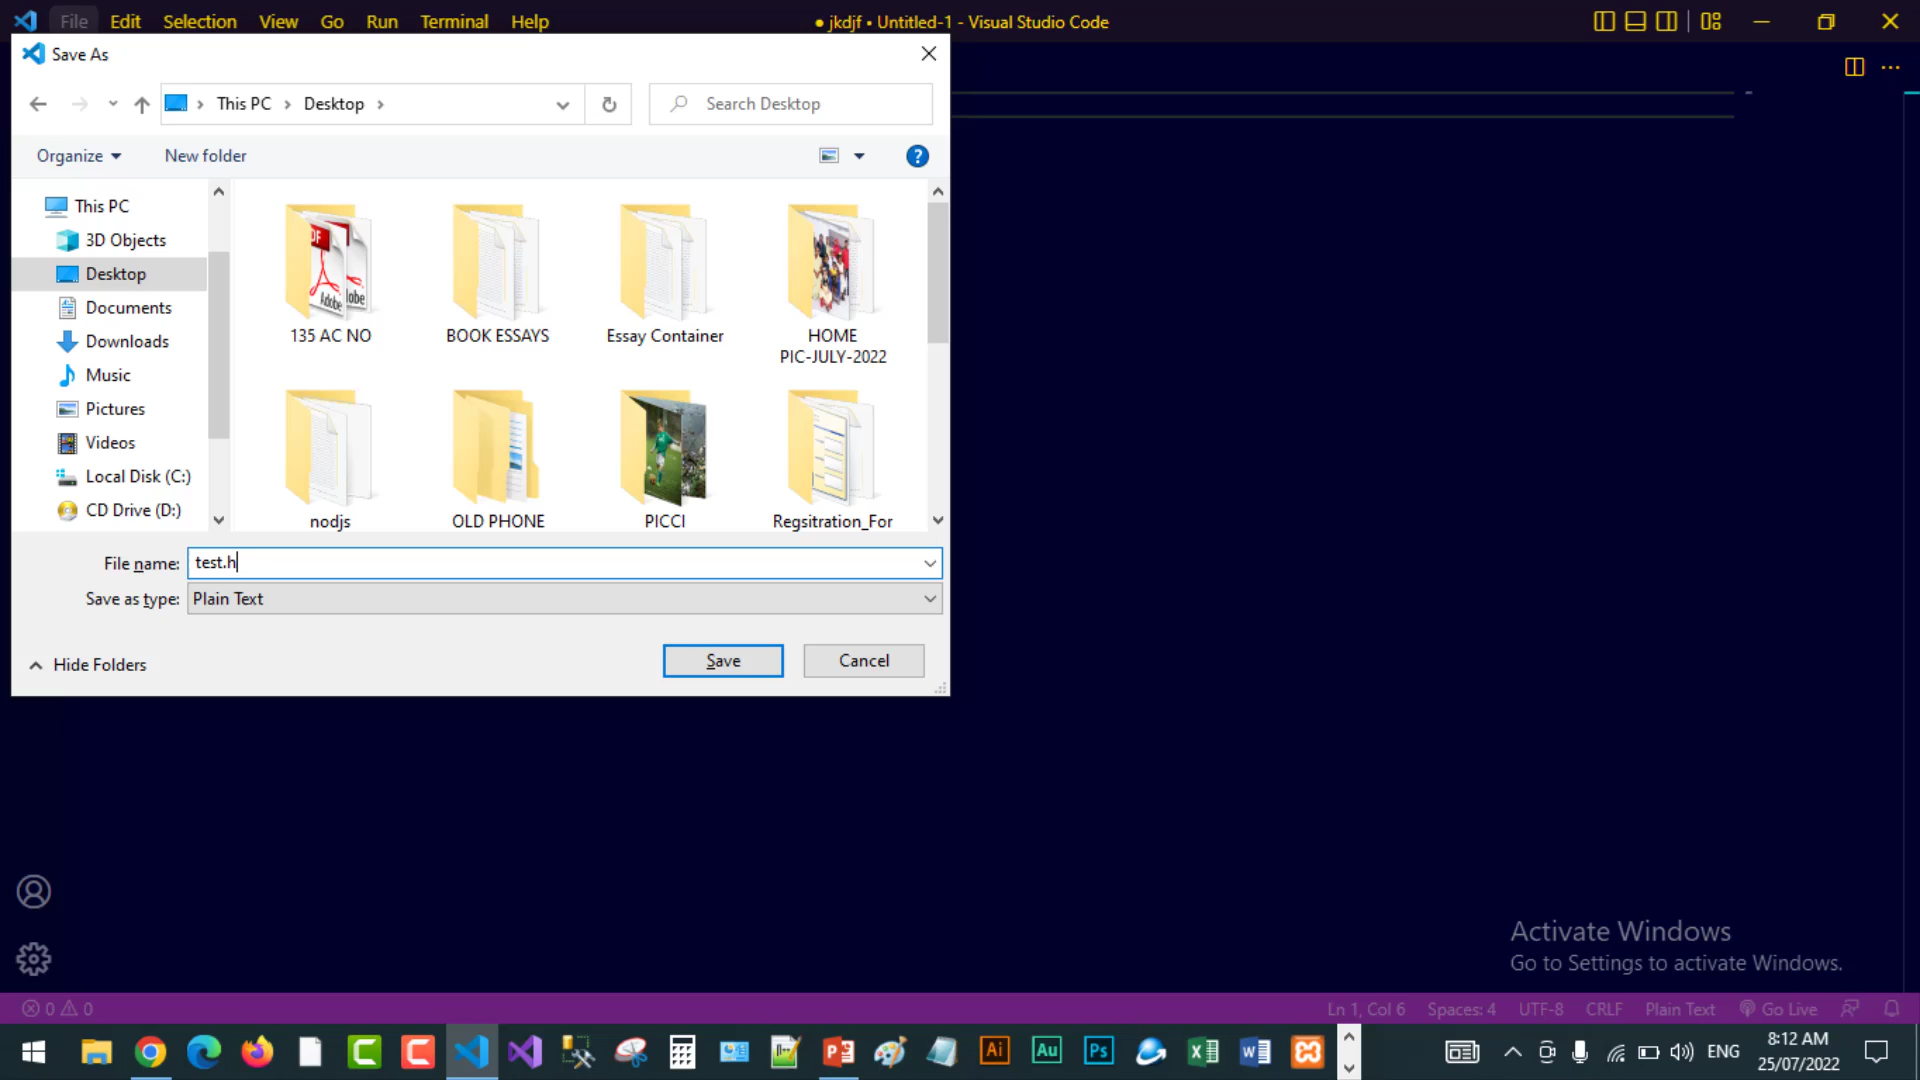 File Edit Selection View Go Run Terminal Help
● jkdjf • Untitled-1 - Visual Studio Code
Save As
This PC > Desktop >
Search Desktop
Organize
New folder
This PC
3D Objects
Desktop
Documents
Downloads
Music
Pictures
Videos
Local Disk (C:)
CD Drive (D:)
135 AC NO
BOOK ESSAYS
Essay Container
HOME
PIC-JULY-2022
nodjs
OLD PHONE
PICCI
Regsitration_For
File name: test.h
Save as type: Plain Text
Hide Folders
Save
Cancel
Activate Windows
Go to Settings to activate Windows.
0 0
Ln 1, Col 6 Spaces: 4 UTF-8 CRLF Plain Text Go Live
ENG
8:12 AM
25/07/2022